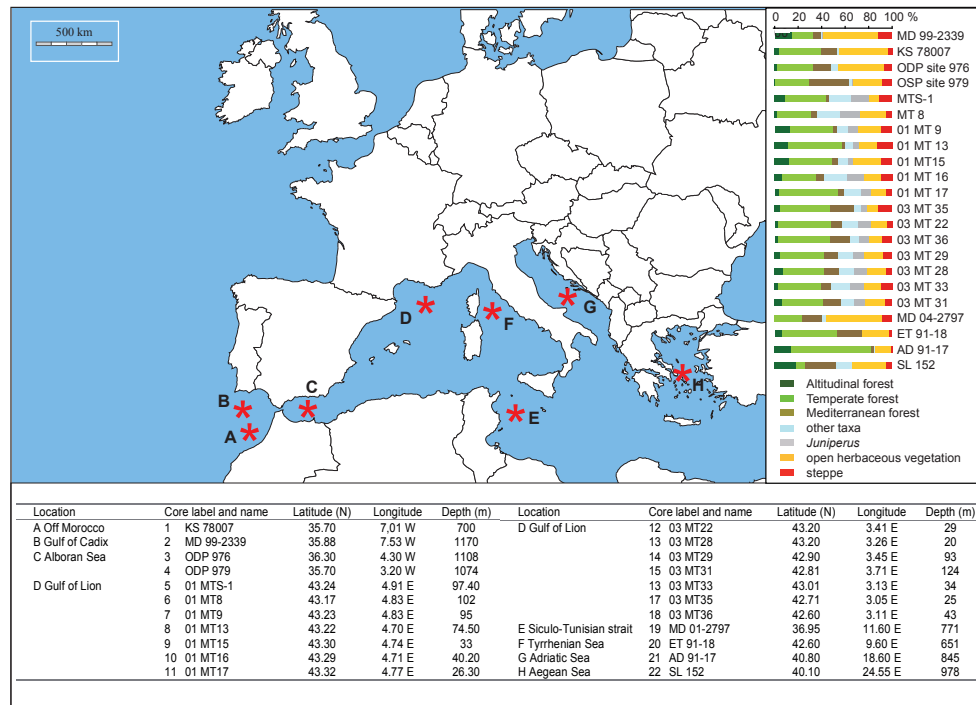 500 km
0 20 40 60 80 100 %
MD 99-2339
KS 78007
ODP site 976
OSP site 979
MTS-1
MT 8
01 MT 9
01 MT 13
01 MT15
01 MT 16
01 MT 17
03 MT 35
03 MT 22
03 MT 36
03 MT 29
03 MT 28
03 MT 33
03 MT 31
MD 04-2797
ET 91-18
AD 91-17
SL 152
Altitudinal forest
Temperate forest
Mediterranean forest
other taxa
Juniperus
open herbaceous vegetation
steppe
D
F
G
H
B
C
A
E
Location Core label and name Latitude (N) Longitude Depth (m) Location Core label and name Latitude (N) Longitude Depth (m)
A Off Morocco 1 KS 78007 35.70 7,01 W 700 D Gulf of Lion 12 03 MT22 43.20 3.41 E 29
B Gulf of Cadix 2 MD 99-2339 35.88 7.53 W 1170 13 03 MT28 43.20 3.26 E 20
C Alboran Sea 3 ODP 976 36.30 4.30 W 1108 14 03 MT29 42.90 3.45 E 93
4 ODP 979 35.70 3.20 W 1074 15 03 MT31 42.81 3.71 E 124
D Gulf of Lion 5 01 MTS-1 43.24 4.91 E 97.40 13 03 MT33 43.01 3.13 E 34
6 01 MT8 43.17 4.83 E 102 17 03 MT35 42.71 3.05 E 25
7 01 MT9 43.23 4.83 E 95 18 03 MT36 42.60 3.11 E 43
8 01 MT13 43.22 4.70 E 74.50 E Siculo-Tunisian strait 19 MD 01-2797 36.95 11.60 E 771
9 01 MT15 43.30 4.74 E 33 F Tyrrhenian Sea 20 ET 91-18 42.60 9.60 E 651
10 01 MT16 43.29 4.71 E 40.20 G Adriatic Sea 21 AD 91-17 40.80 18.60 E 845
11 01 MT17 43.32 4.77 E 26.30 H Aegean Sea 22 SL 152 40.10 24.55 E 978